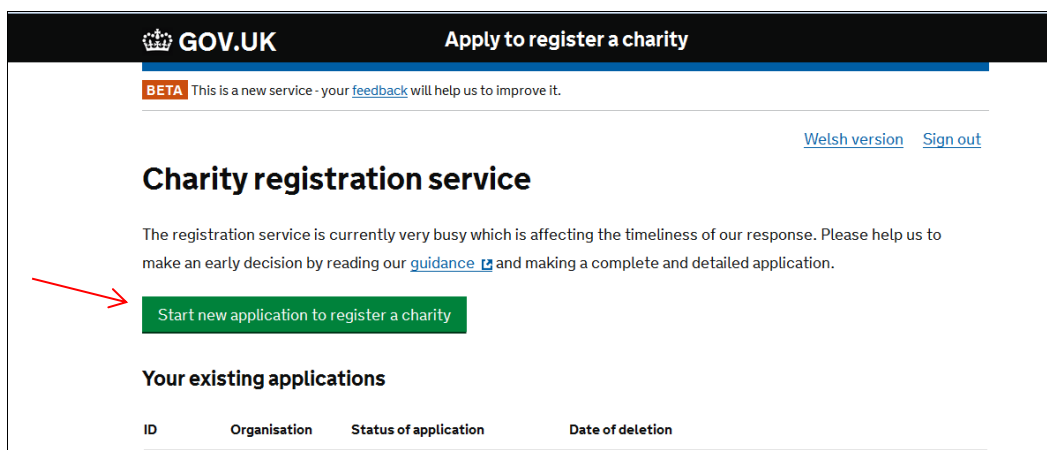 GOV.UK Apply to register a charity
BETA This is a new service - your feedback will help us to improve it.
Welsh version Sign out
Charity registration service
The registration service is currently very busy which is affecting the timeliness of our response. Please help us to
make an early decision by reading our guidance and making a complete and detailed application.
Start new application to register a charity
Your existing applications
ID Organisation Status of application Date of deletion